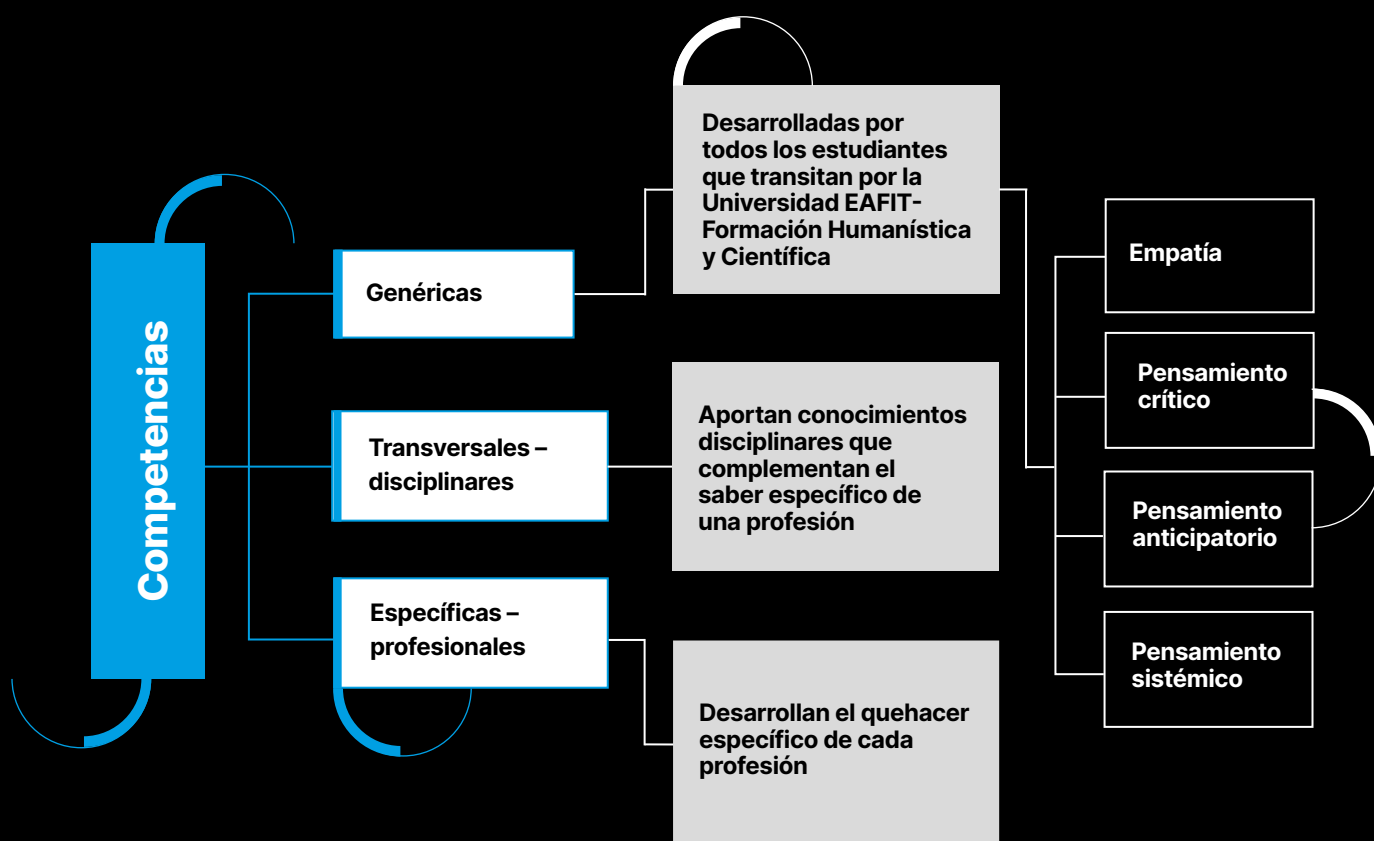 Competencias
Genéricas
Desarrolladas por
todos los estudiantes
que transitan por la
Universidad EAFIT-
Formación Humanística
y Científica
Empatía
Pensamiento
crítico
Pensamiento
anticipatorio
Pensamiento
sistémico
Transversales –
disciplinares
Aportan conocimientos
disciplinares que
complementan el
saber específico de
una profesión
Específicas –
profesionales
Desarrollan el quehacer
específico de cada
profesión